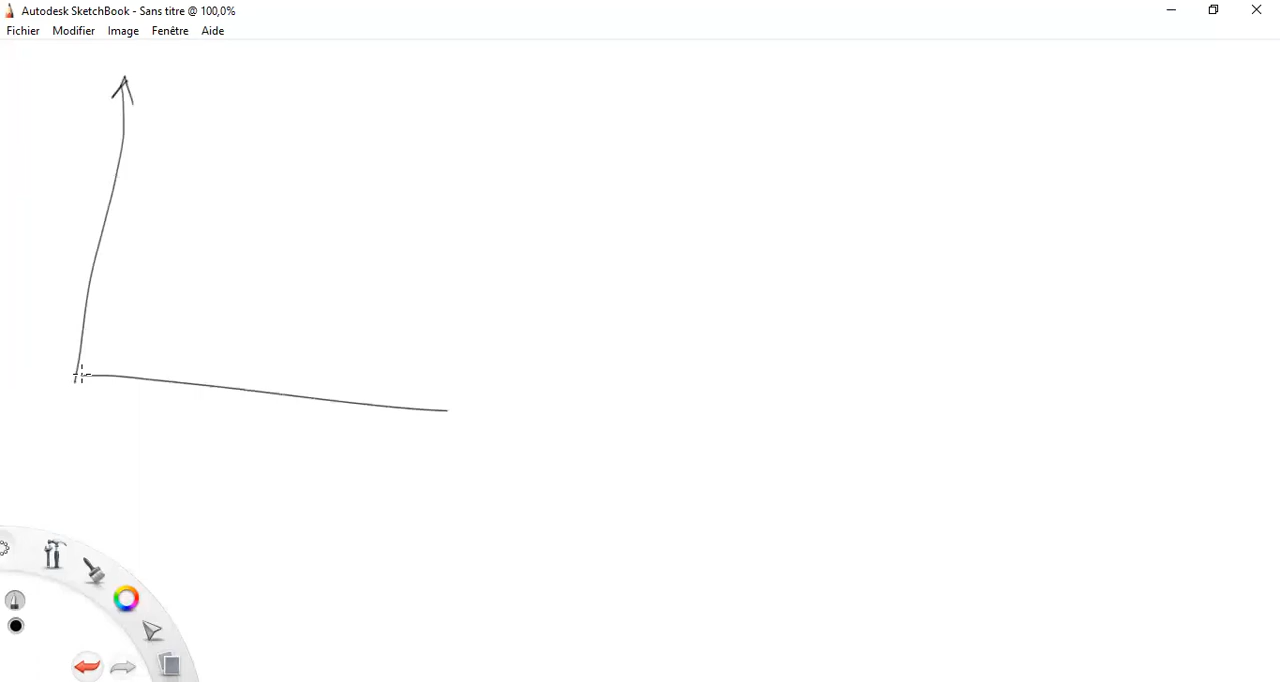 Autodesk SketchBook - Sans titre @ 100,0%
Fichier Modifier Image Fenêtre Aide